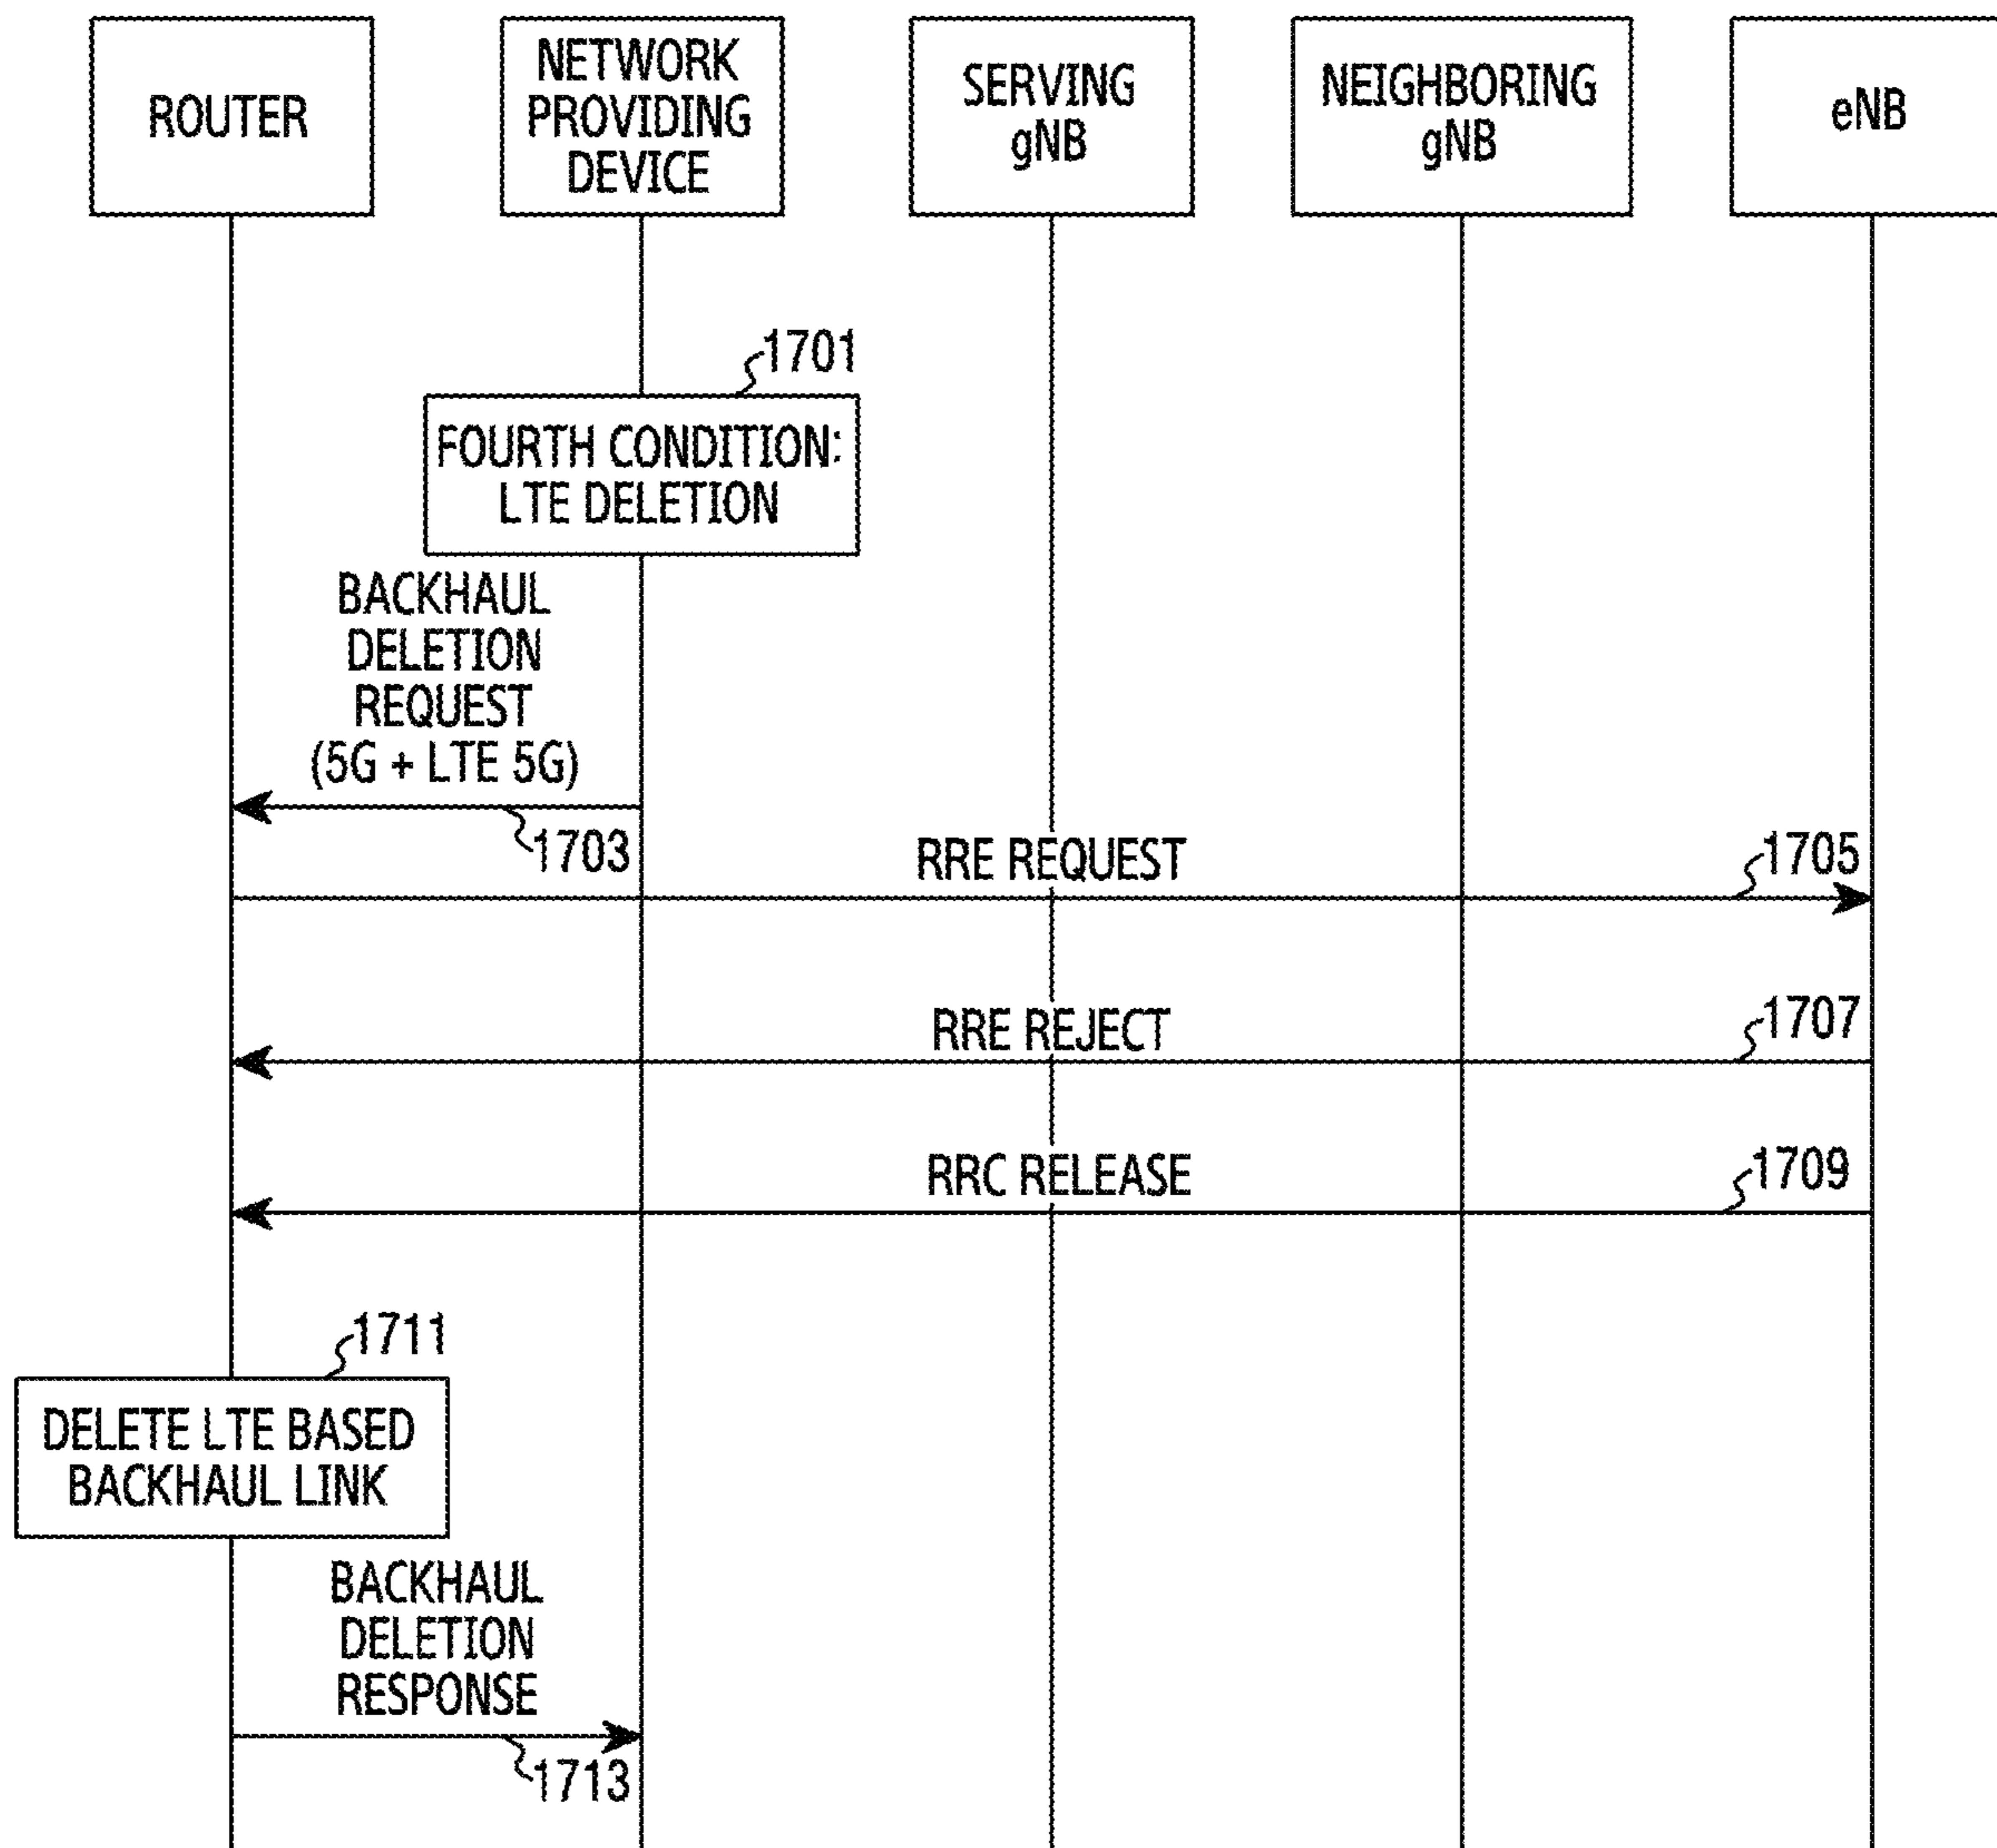 ROUTER
NETWORK
PROVIDING
DEVICE
SERVING
gNB
NEIGHBORING
gNB
eNB
1701
FOURTH CONDITION:
LTE DELETION
BACKHAUL
DELETION
REQUEST
(5G + LTE 5G)
1703
RRE REQUEST
1705
RRE REJECT
1707
RRC RELEASE
1709
1711
DELETE LTE BASED
BACKHAUL LINK
BACKHAUL
DELETION
RESPONSE
1713